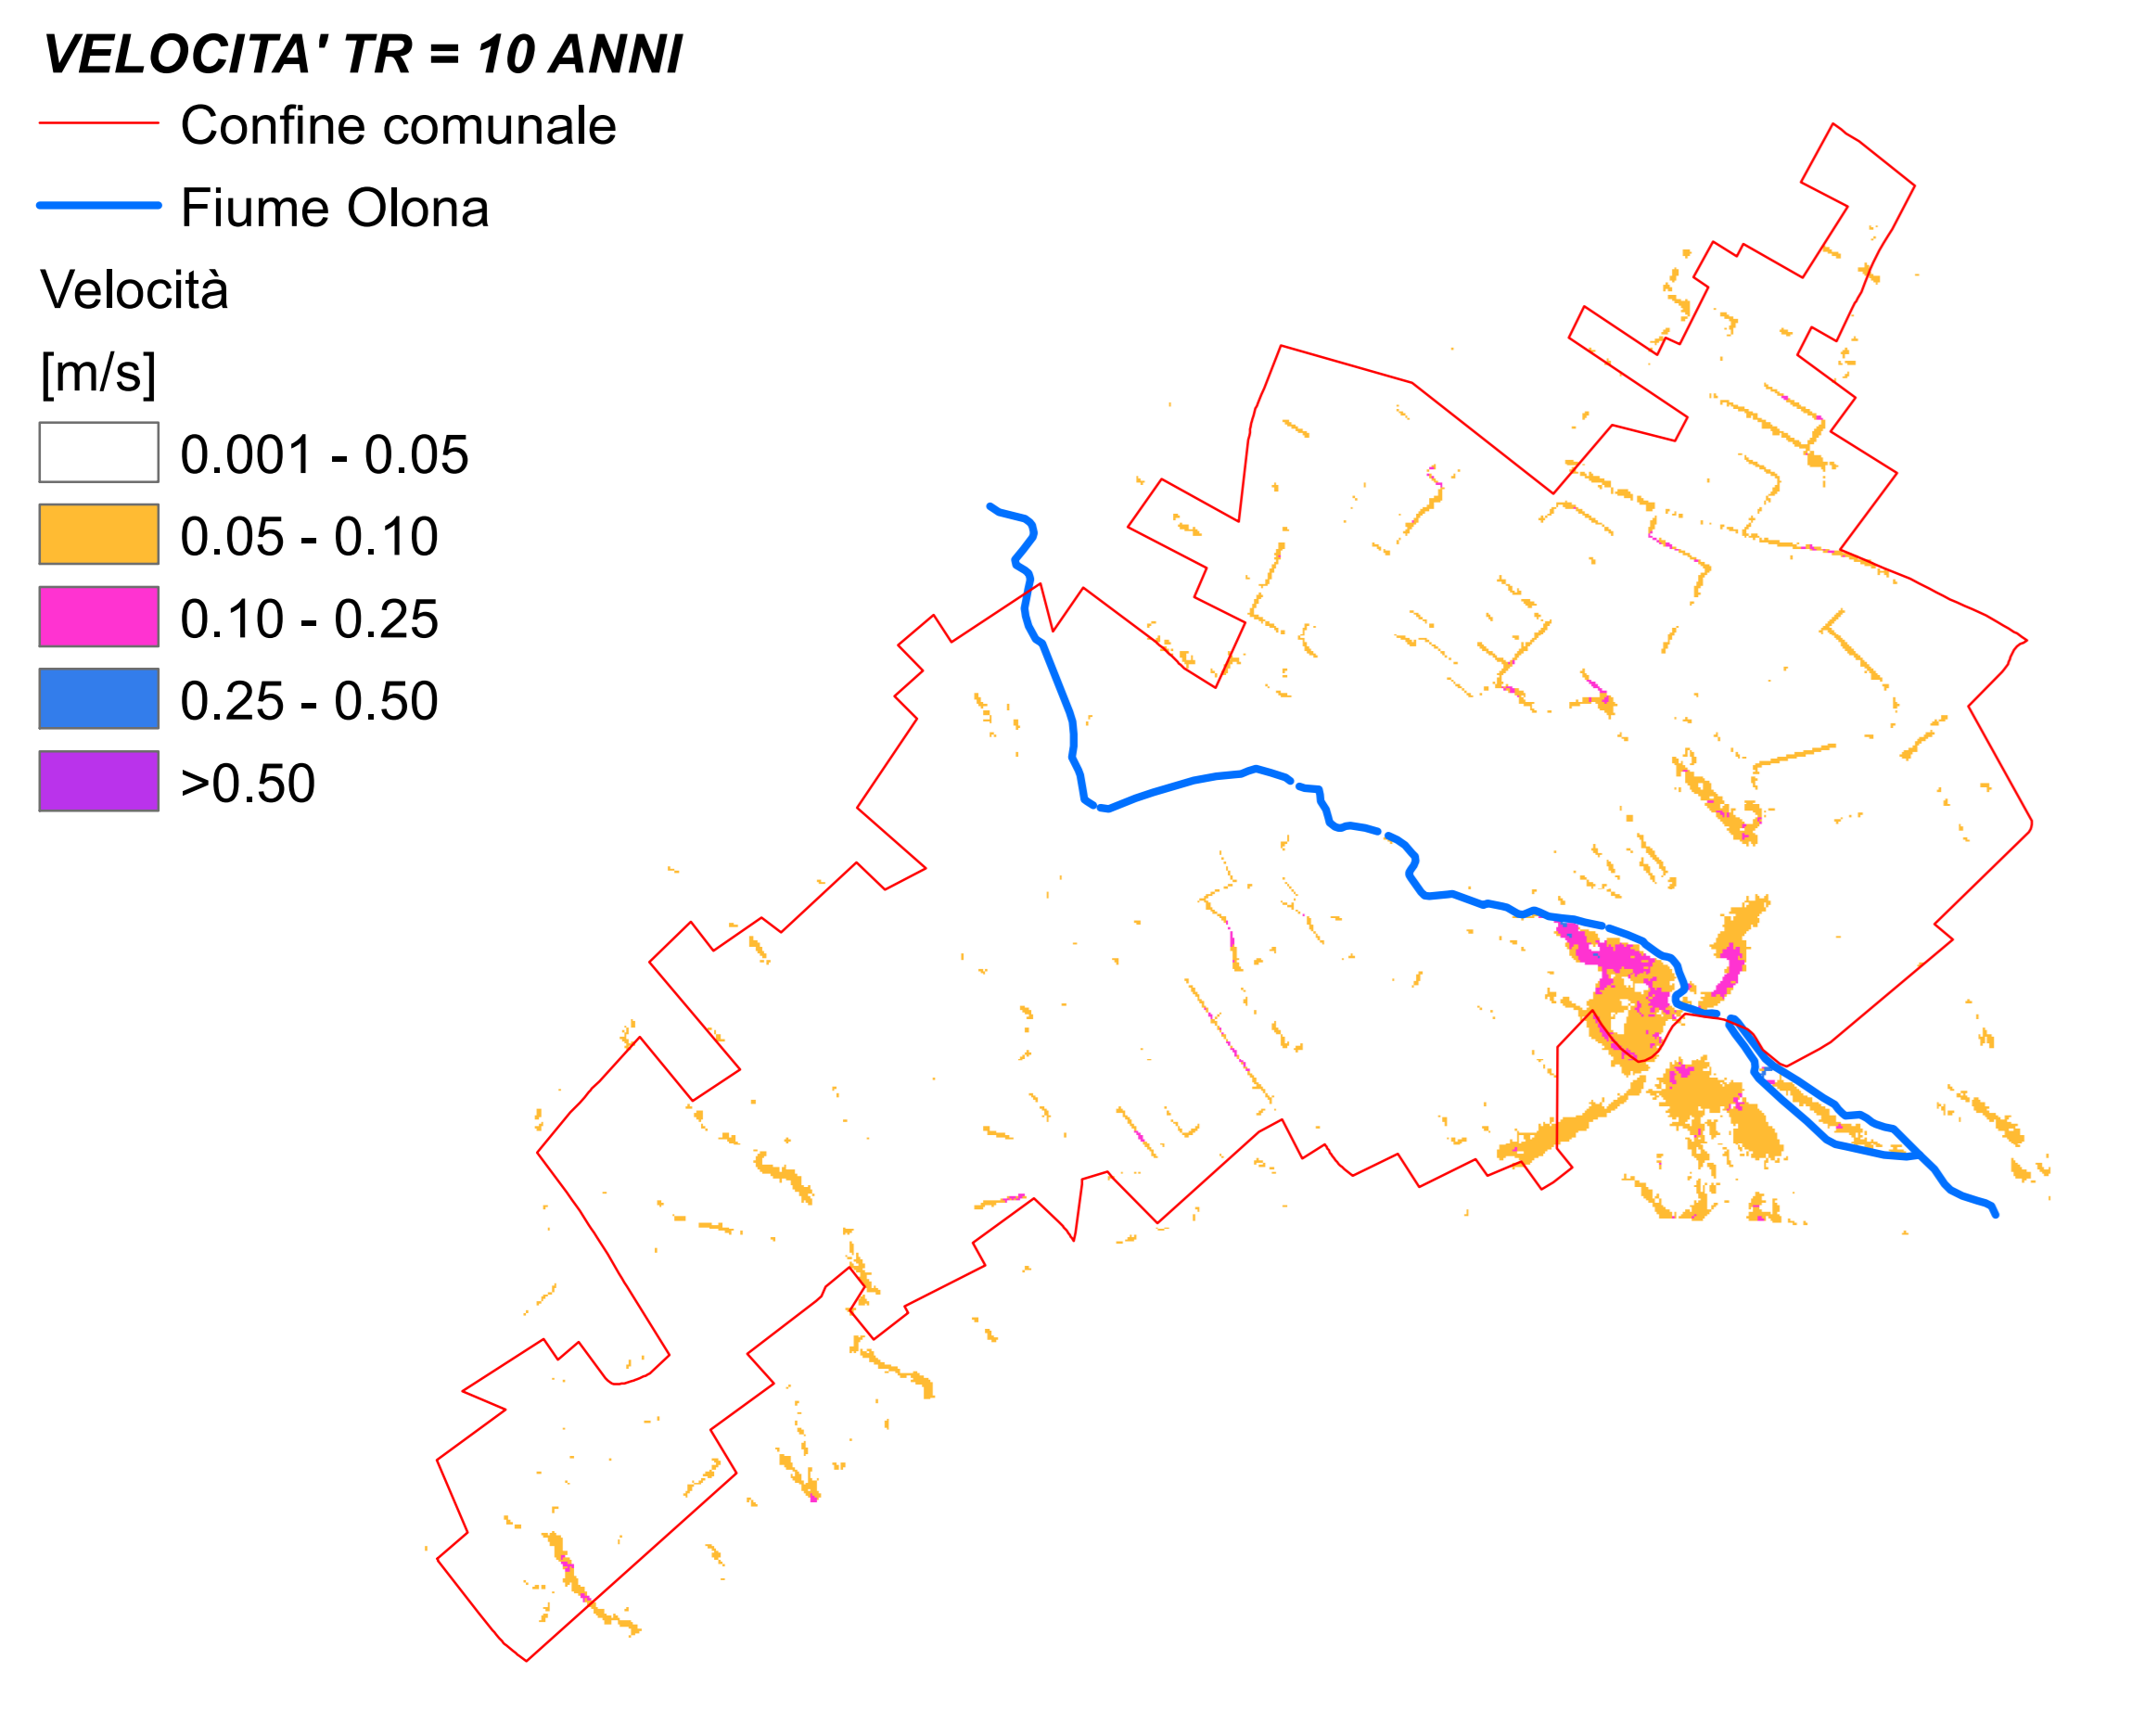 VELOCITA' TR = 10 ANNI
Confine comunale
Fiume Olona
Velocità
[m/s]
0.001 - 0.05
0.05 - 0.10
0.10 - 0.25
0.25 - 0.50
>0.50